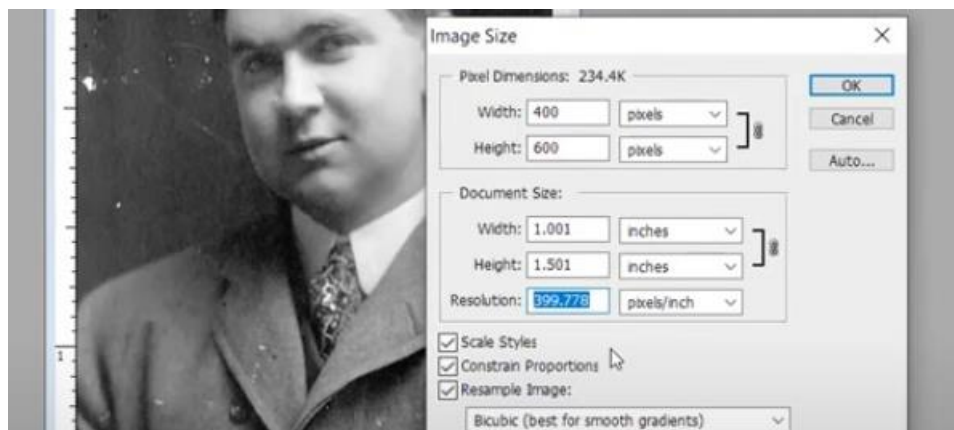 Image Size
Pixel Dimensions: 234.4K
OK
Width: 400 pixels
Cancel
Height: 600 pixels
Auto...
Document Size:
Width: 1.001 inches
Height: 1.501 inches
Resolution: 399.778 pixels/inch
Scale Styles
1
Constrain Proportions
Resample Image:
Bicubic (best for smooth gradients)